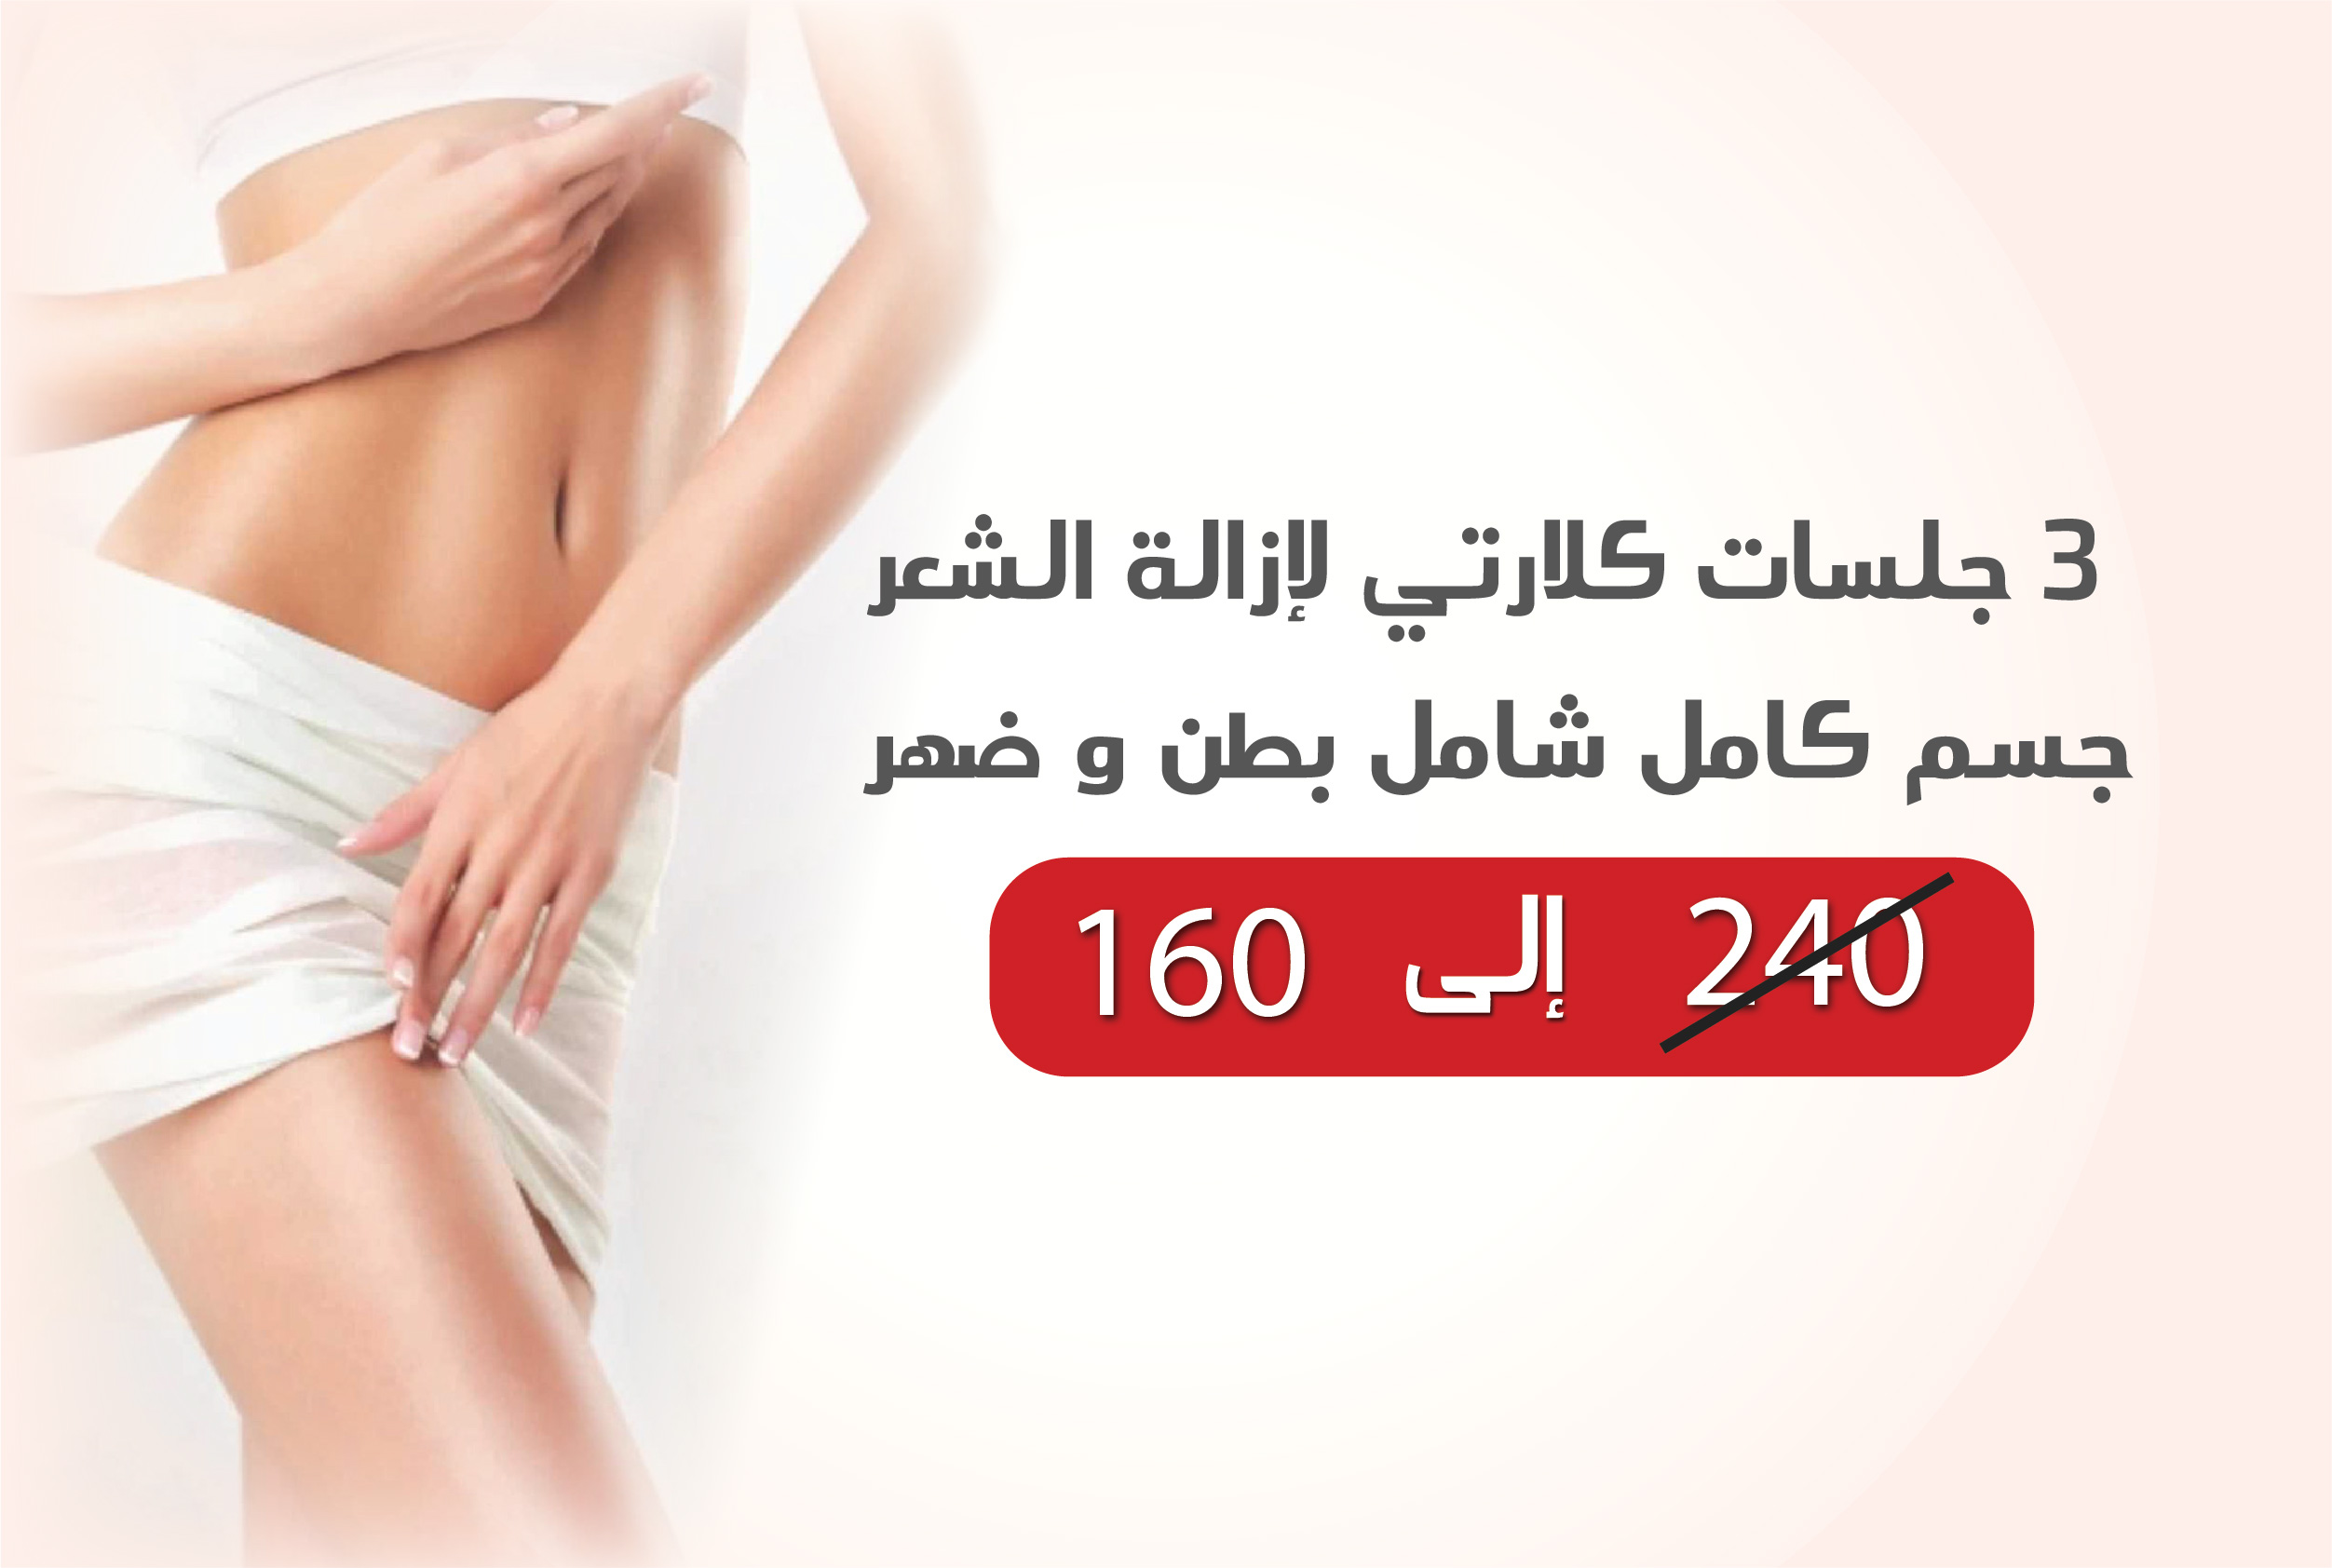 3 جلسات كلارتي لإزالة الشعر
جسم كامل شامل بطن و ضهر
240 إلى 160